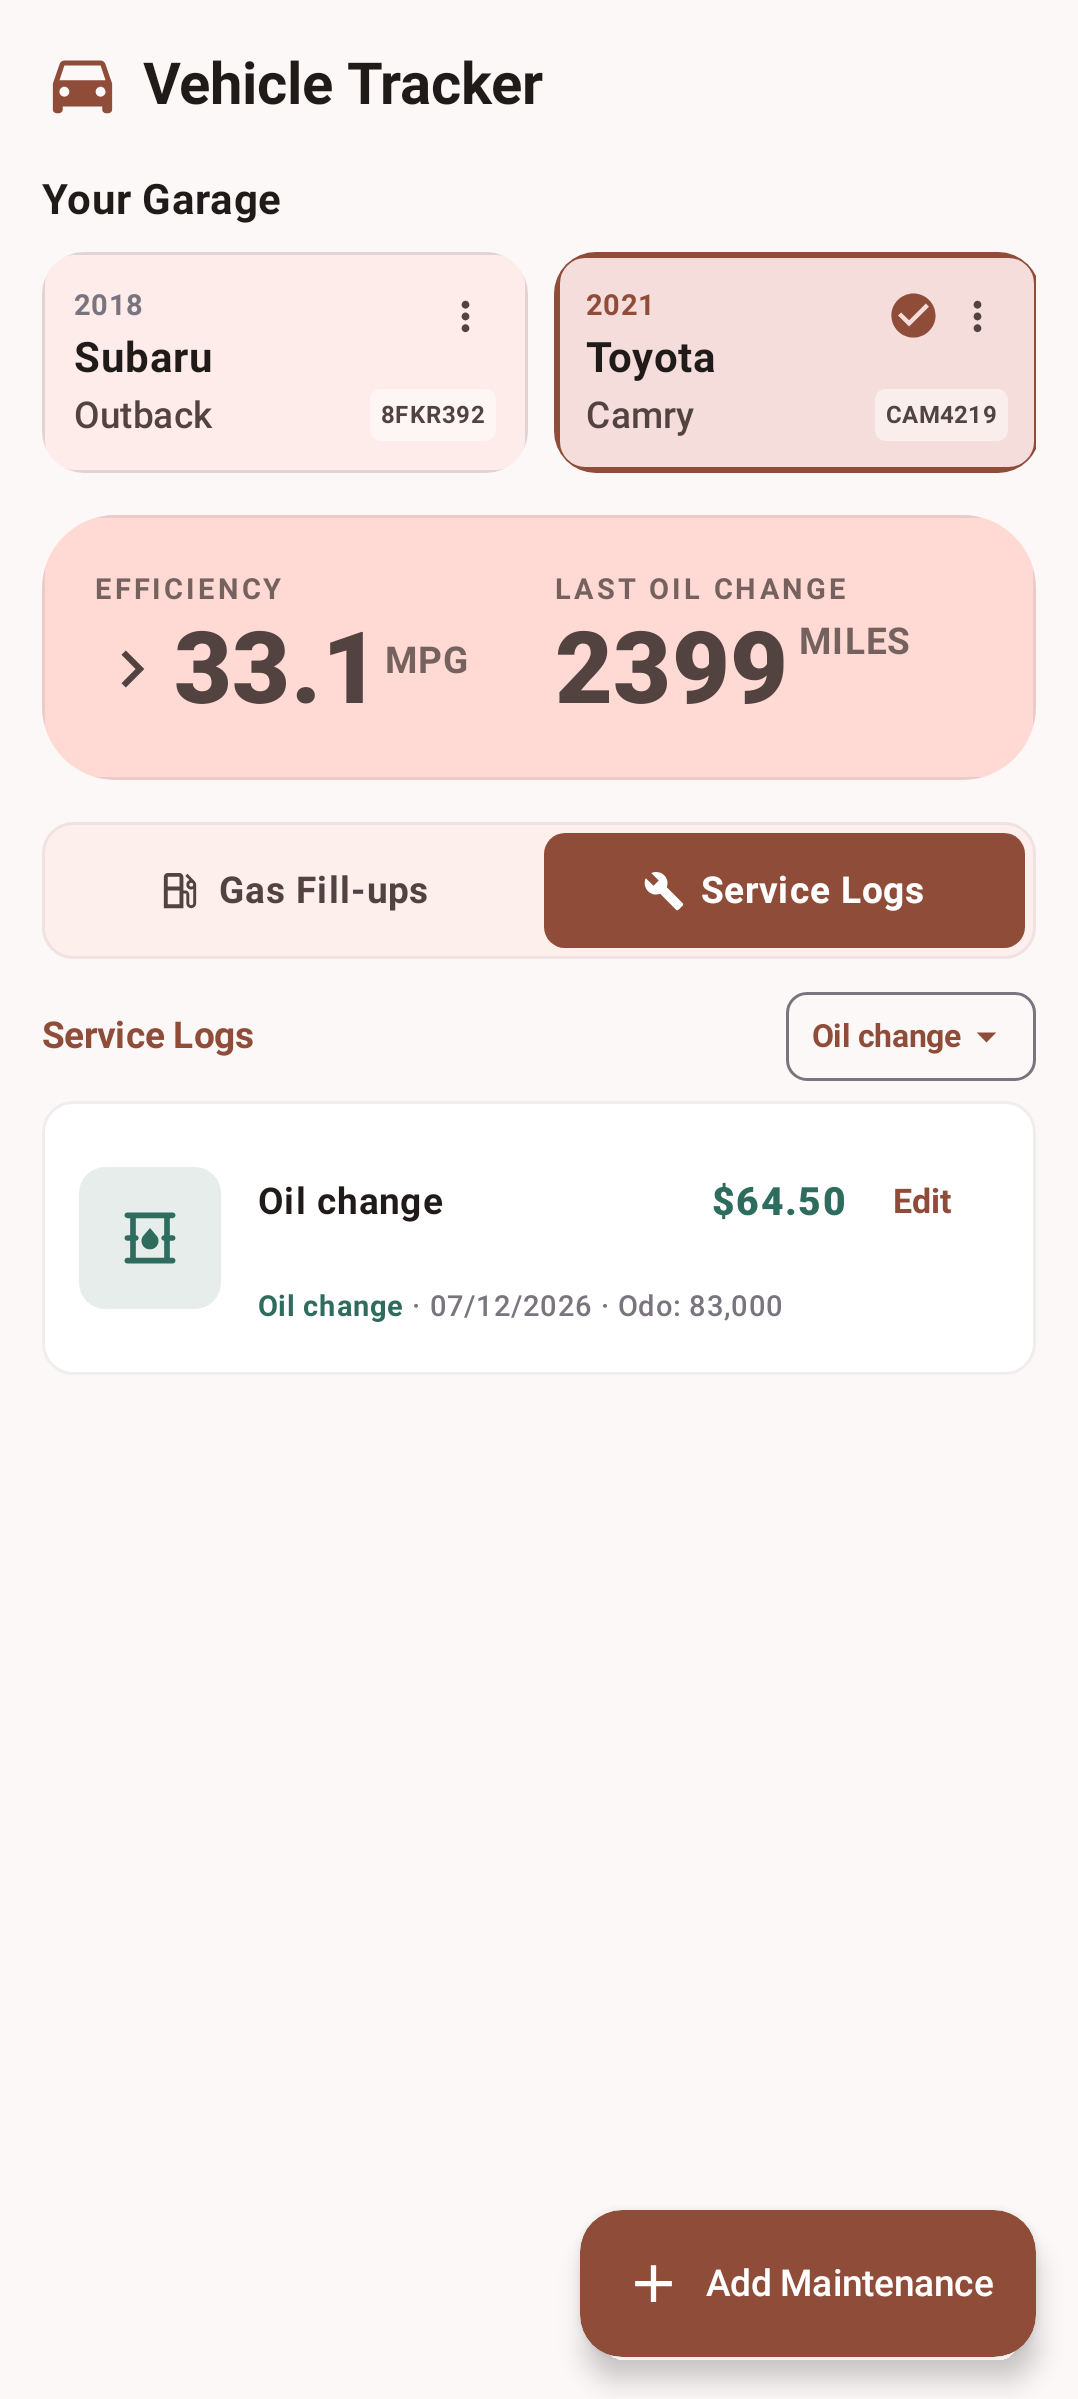 Vehicle Tracker
Your Garage
2018
Subaru
Outback
8FKR392
2021
Toyota
Camry
CAM4219
EFFICIENCY
33.1 MPG
LAST OIL CHANGE
2399 MILES
Gas Fill-ups
Service Logs
Service Logs
Oil change
Oil change
$64.50
Edit
Oil change · 07/12/2026 · Odo: 83,000
Add Maintenance